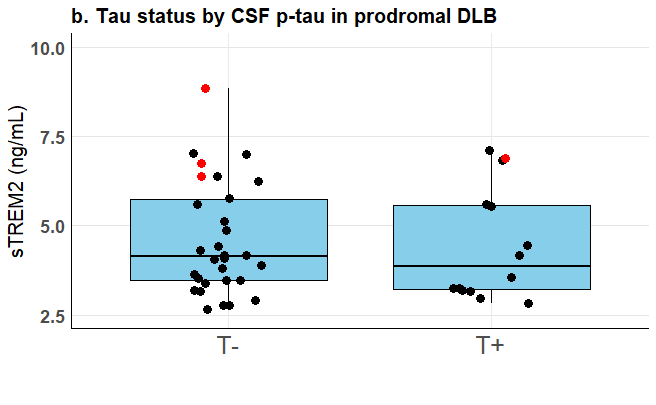 b. Tau status by CSF p-tau in prodromal DLB
10.0
7.5
5.0
2.5
sTREM2 (ng/mL)
T-
T+